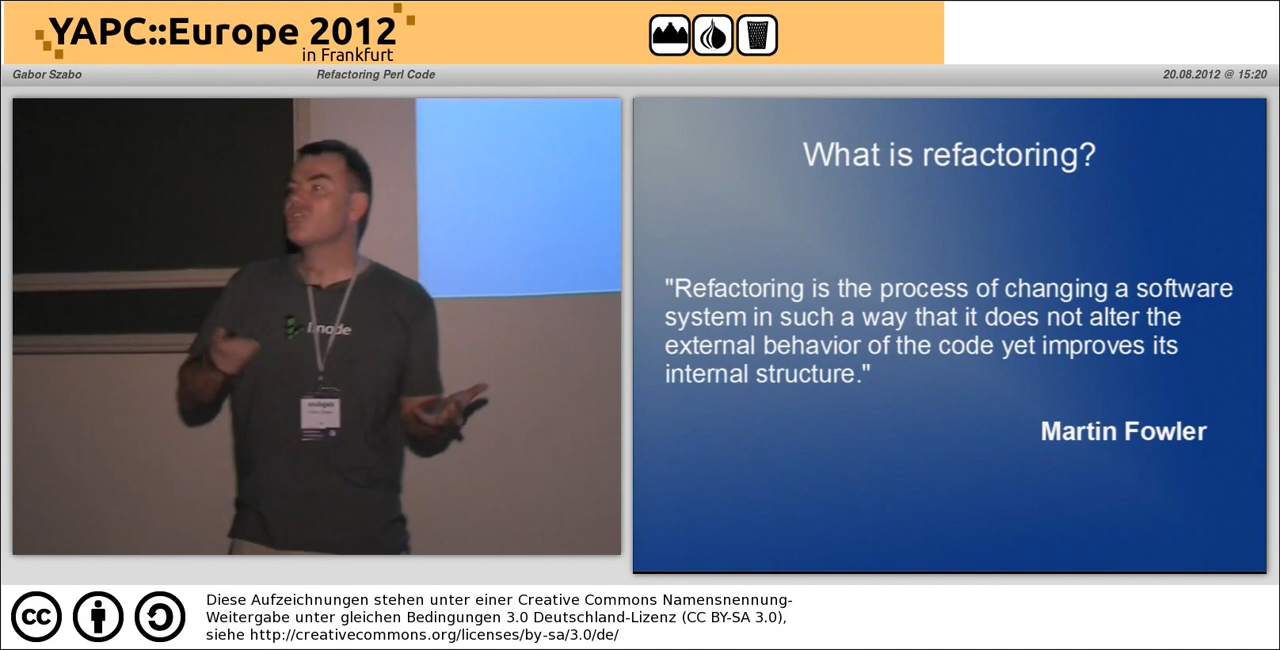 YAPC::Europe 2012
in Frankfurt
Gabor Szabo
Refactoring Perl Code
20.08.2012 @ 15:20
linode
What is refactoring?
"Refactoring is the process of changing a software
system in such a way that it does not alter the
external behavior of the code yet improves its
internal structure."
Martin Fowler
cc
Diese Aufzeichnungen stehen unter einer Creative Commons Namensnennung-
Weitergabe unter gleichen Bedingungen 3.0 Deutschland-Lizenz (CC BY-SA 3.0),
siehe http://creativecommons.org/licenses/by-sa/3.0/de/